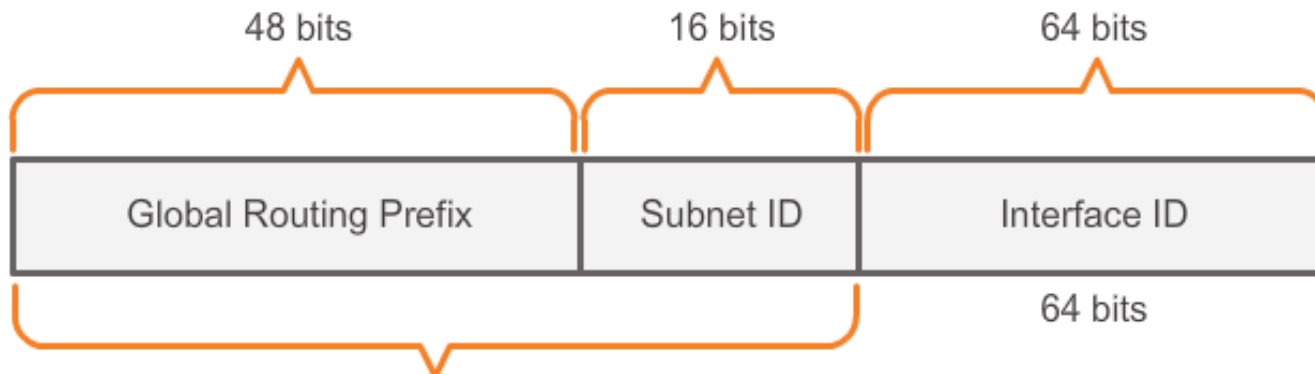 48 bits 16 bits 64 bits
Global Routing Prefix Subnet ID Interface ID
64 bits